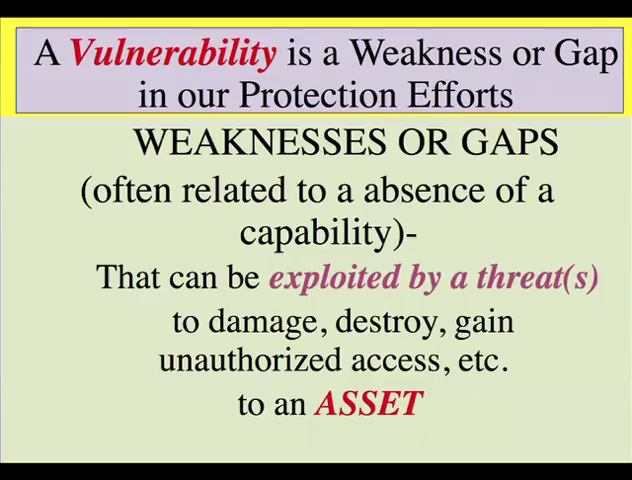 A Vulnerability is a Weakness or Gap
in our Protection Efforts
WEAKNESSES OR GAPS
(often related to a absence of a
capability)-
That can be exploited by a threat(s)
to damage, destroy, gain
unauthorized access, etc.
to an ASSET